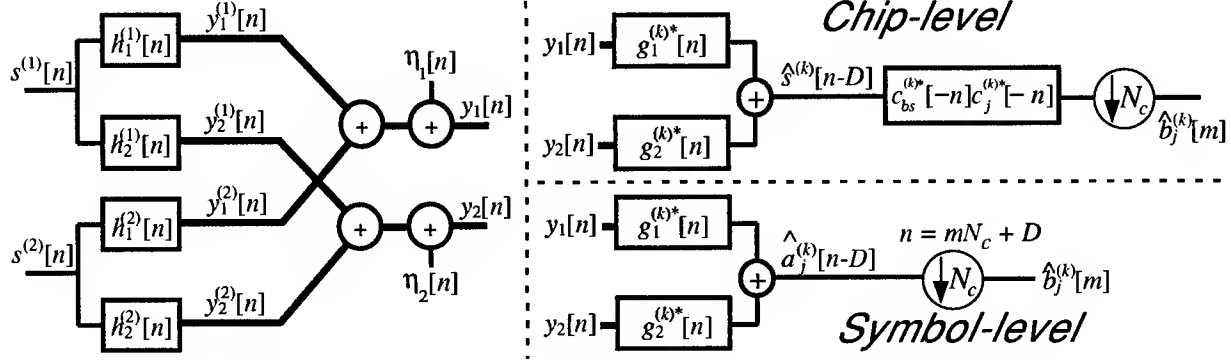 s^{(1)}[n]
h_1^{(1)}[n]
y_1^{(1)}[n]
h_2^{(1)}[n]
y_2^{(1)}[n]
s^{(2)}[n]
h_1^{(2)}[n]
y_1^{(2)}[n]
h_2^{(2)}[n]
y_2^{(2)}[n]
+
+
η_1[n]
y_1[n]
+
+
y_2[n]
η_2[n]
Chip-level
y_1[n]
g_1^{(k)*}[n]
y_2[n]
g_2^{(k)*}[n]
+
ŝ^{(k)}[n-D]
c_{bs}^{(k)*}[-n]c_j^{(k)*}[-n]
↓N_c
b̂_j^{(k)}[m]
y_1[n]
g_1^{(k)*}[n]
y_2[n]
g_2^{(k)*}[n]
+
â_j^{(k)}[n-D]
n = mN_c + D
↓N_c
b̂_j^{(k)}[m]
Symbol-level